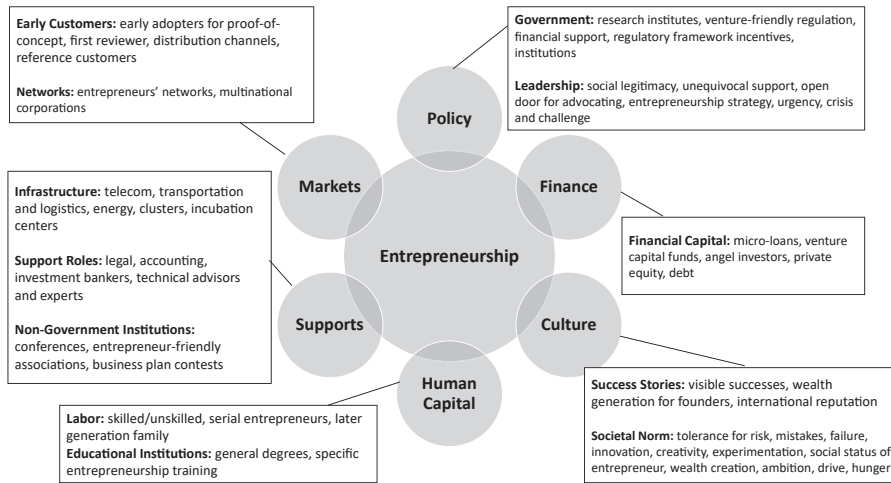 Early Customers: early adopters for proof-of-
concept, first reviewer, distribution channels,
reference customers
Networks: entrepreneurs' networks, multinational
corporations
Government: research institutes, venture-friendly regulation,
financial support, regulatory framework incentives,
institutions
Leadership: social legitimacy, unequivocal support, open
door for advocating, entrepreneurship strategy, urgency, crisis
and challenge
Policy
Markets
Finance
Infrastructure: telecom, transportation
and logistics, energy, clusters, incubation
centers
Support Roles: legal, accounting,
investment bankers, technical advisors
and experts
Non-Government Institutions:
conferences, entrepreneur-friendly
associations, business plan contests
Entrepreneurship
Financial Capital: micro-loans, venture
capital funds, angel investors, private
equity, debt
Supports
Culture
Human
Capital
Labor: skilled/unskilled, serial entrepreneurs, later
generation family
Educational Institutions: general degrees, specific
entrepreneurship training
Success Stories: visible successes, wealth
generation for founders, international reputation
Societal Norm: tolerance for risk, mistakes, failure,
innovation, creativity, experimentation, social status of
entrepreneur, wealth creation, ambition, drive, hunger